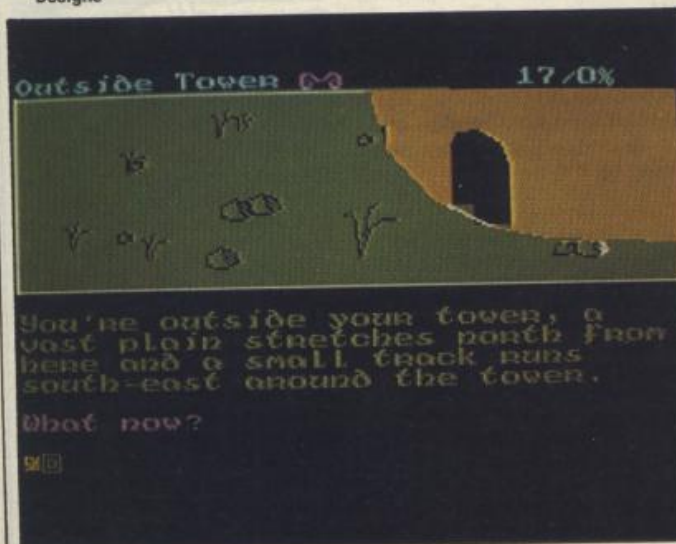 Designs
Outside Tower 17/0%
You're outside your tower, a
vast plain stretches north from
here and a small track runs
south-east around the tower.
What now?